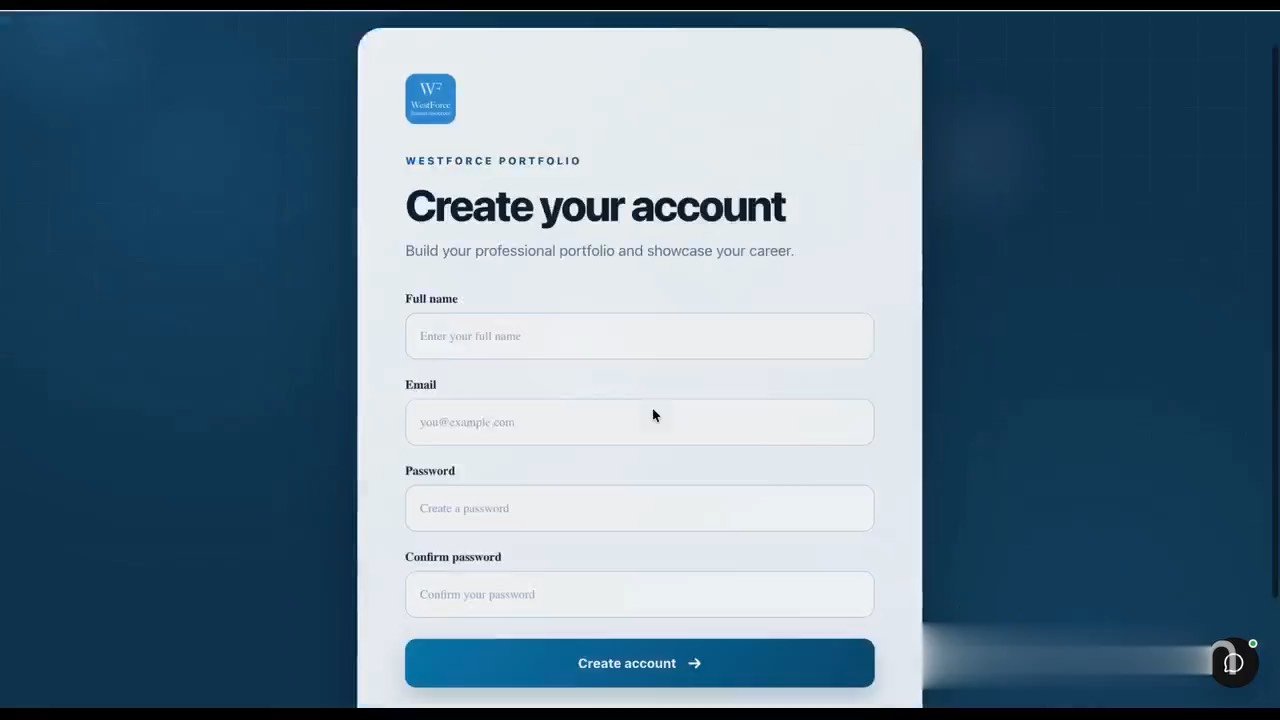 WF
WestForce
WESTFORCE PORTFOLIO
Create your account
Build your professional portfolio and showcase your career.
Full name
Enter your full name
Email
you@example.com
Password
Create a password
Confirm password
Confirm your password
Create account